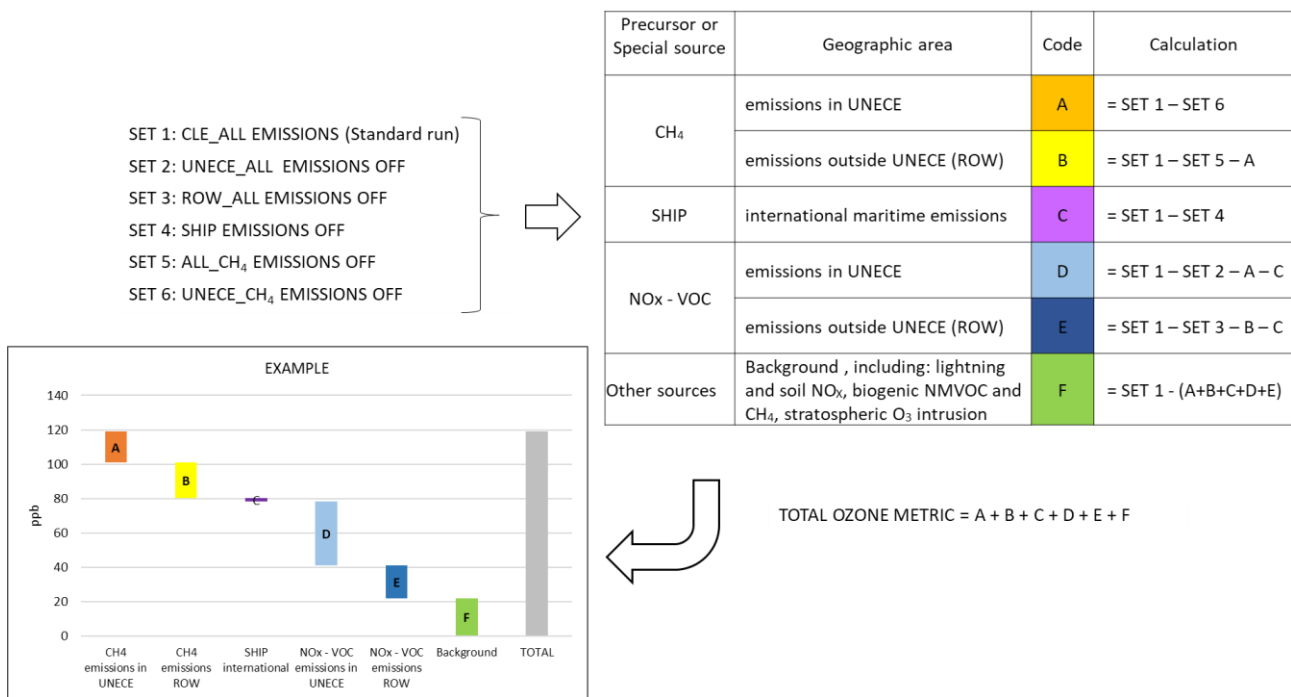 SET 1: CLE_ALL EMISSIONS (Standard run)
SET 2: UNECE_ALL EMISSIONS OFF
SET 3: ROW_ALL EMISSIONS OFF
SET 4: SHIP EMISSIONS OFF
SET 5: ALL_CH₄ EMISSIONS OFF
SET 6: UNECE_CH₄ EMISSIONS OFF
Precursor or
Special source
Geographic area
Code
Calculation
CH₄
emissions in UNECE
A
= SET 1 – SET 6
emissions outside UNECE (ROW)
B
= SET 1 – SET 5 – A
SHIP
international maritime emissions
C
= SET 1 – SET 4
NOx - VOC
emissions in UNECE
D
= SET 1 – SET 2 – A – C
emissions outside UNECE (ROW)
E
= SET 1 – SET 3 – B – C
Other sources
Background , including: lightning
and soil NOₓ, biogenic NMVOC and
CH₄, stratospheric O₃ intrusion
F
= SET 1 - (A+B+C+D+E)
TOTAL OZONE METRIC = A + B + C + D + E + F
EXAMPLE
ppb
140
120
100
80
60
40
20
0
A
B
C
D
E
F
CH4
emissions in
UNECE
CH4
emissions
ROW
SHIP
international
NOx - VOC
emissions in
UNECE
NOx - VOC
emissions
ROW
Background
TOTAL